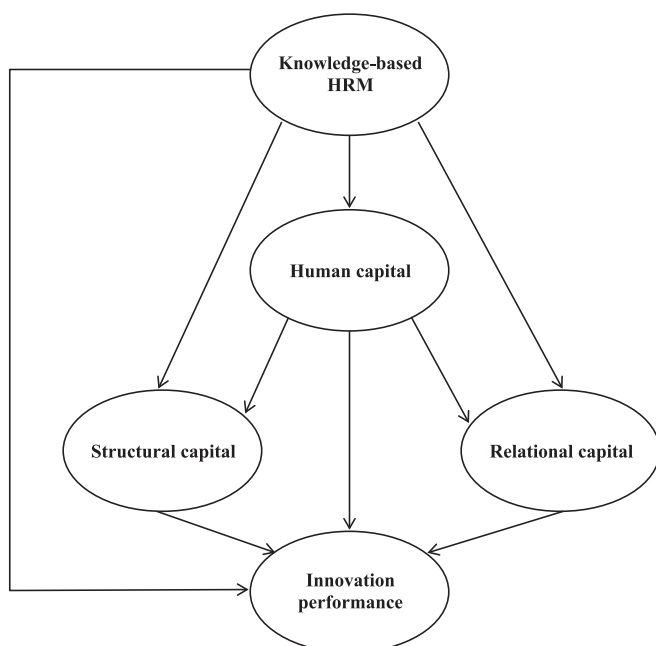 Knowledge-based
HRM
Human capital
Structural capital
Relational capital
Innovation
performance